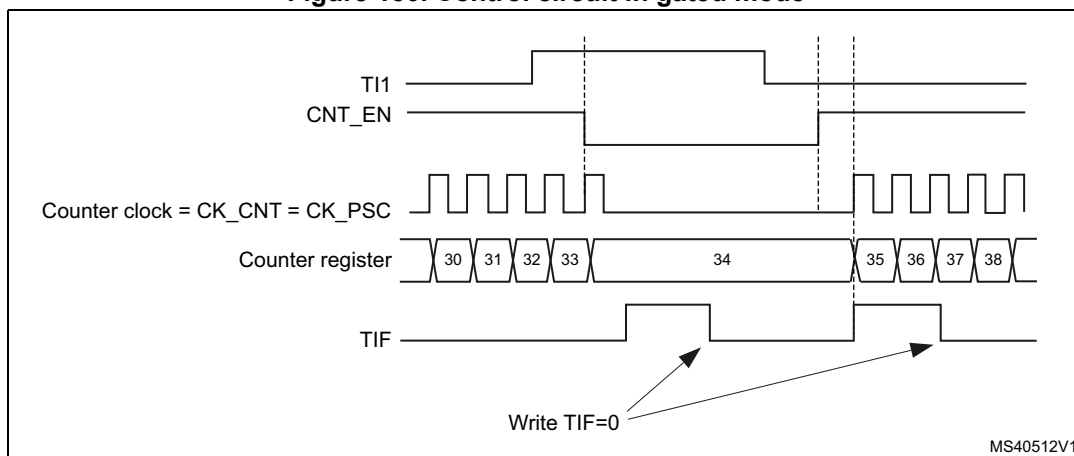 Figure Control circuit in gated mode
TI1
CNT_EN
Counter clock = CK_CNT = CK_PSC
Counter register 30 31 32 33 34 35 36 37 38
TIF
Write TIF=0
MS40512V1